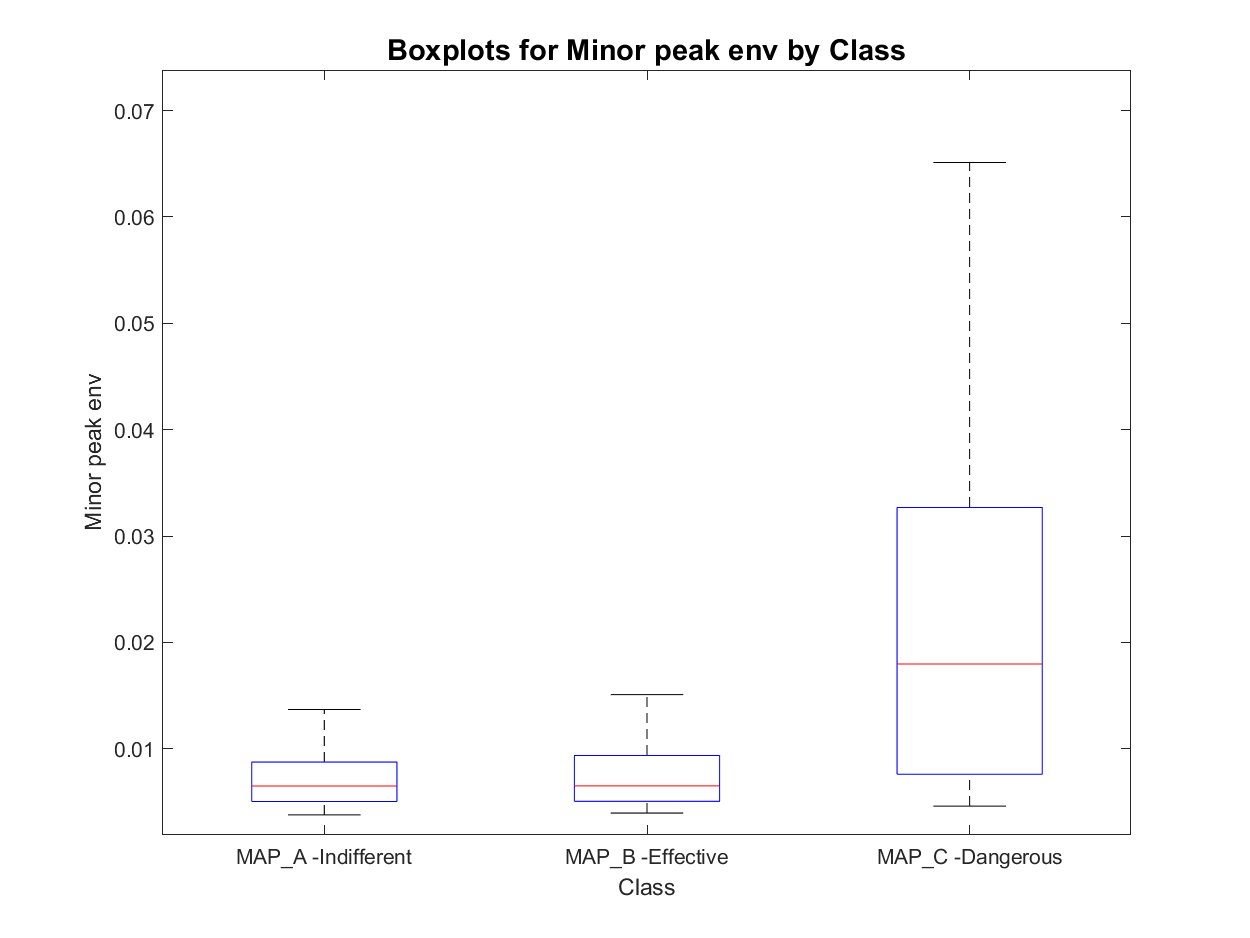 Boxplots for Minor peak env by Class
0.07
0.06
0.05
0.04
0.03
0.02
0.01
Minor peak env
MAP_A -Indifferent
MAP_B -Effective
MAP_C -Dangerous
Class